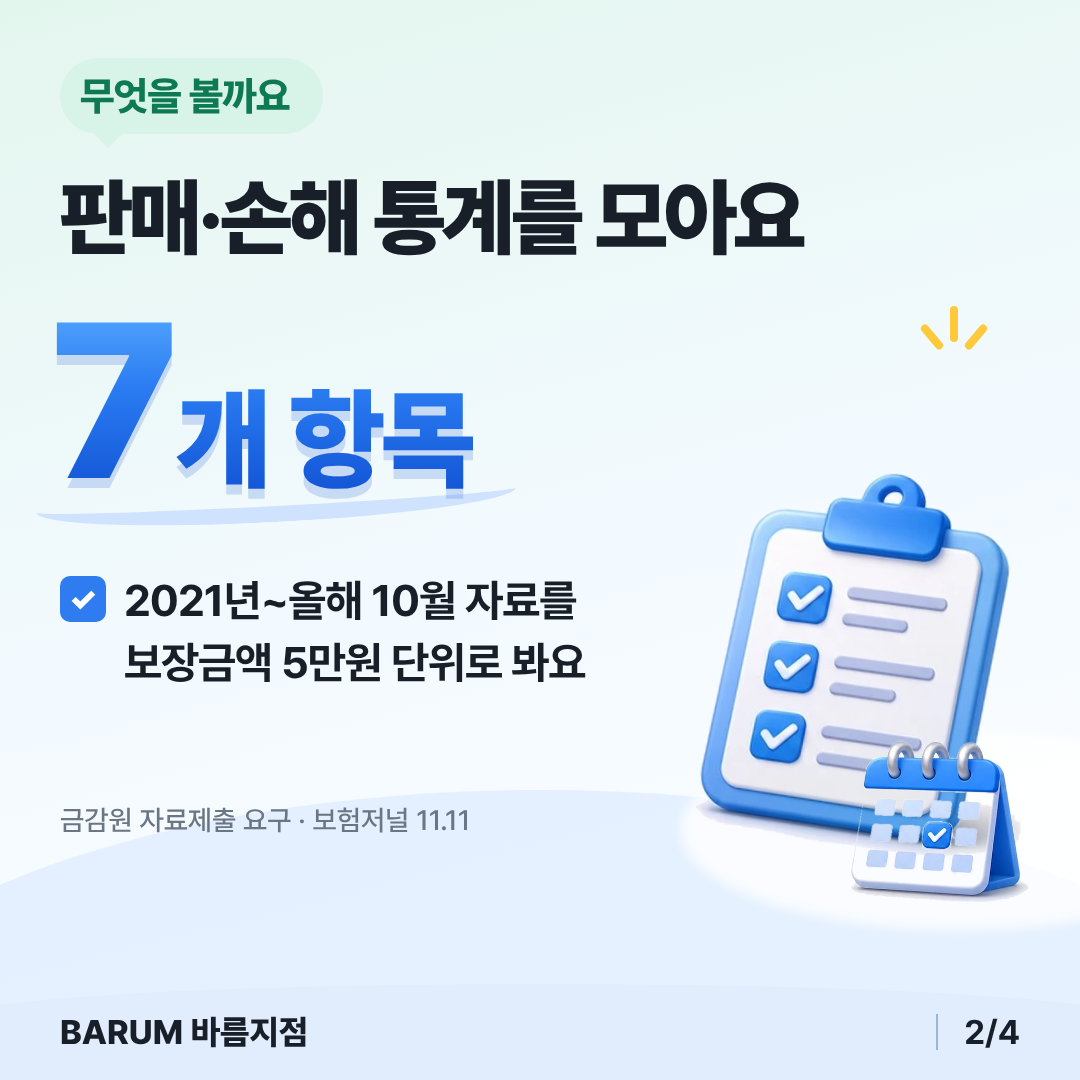 무엇을 볼까요
판매·손해 통계를 모아요
7개 항목
2021년~올해 10월 자료를
보장금액 5만원 단위로 봐요
금감원 자료제출 요구 · 보험저널 11.11
BARUM 바름지점
2/4